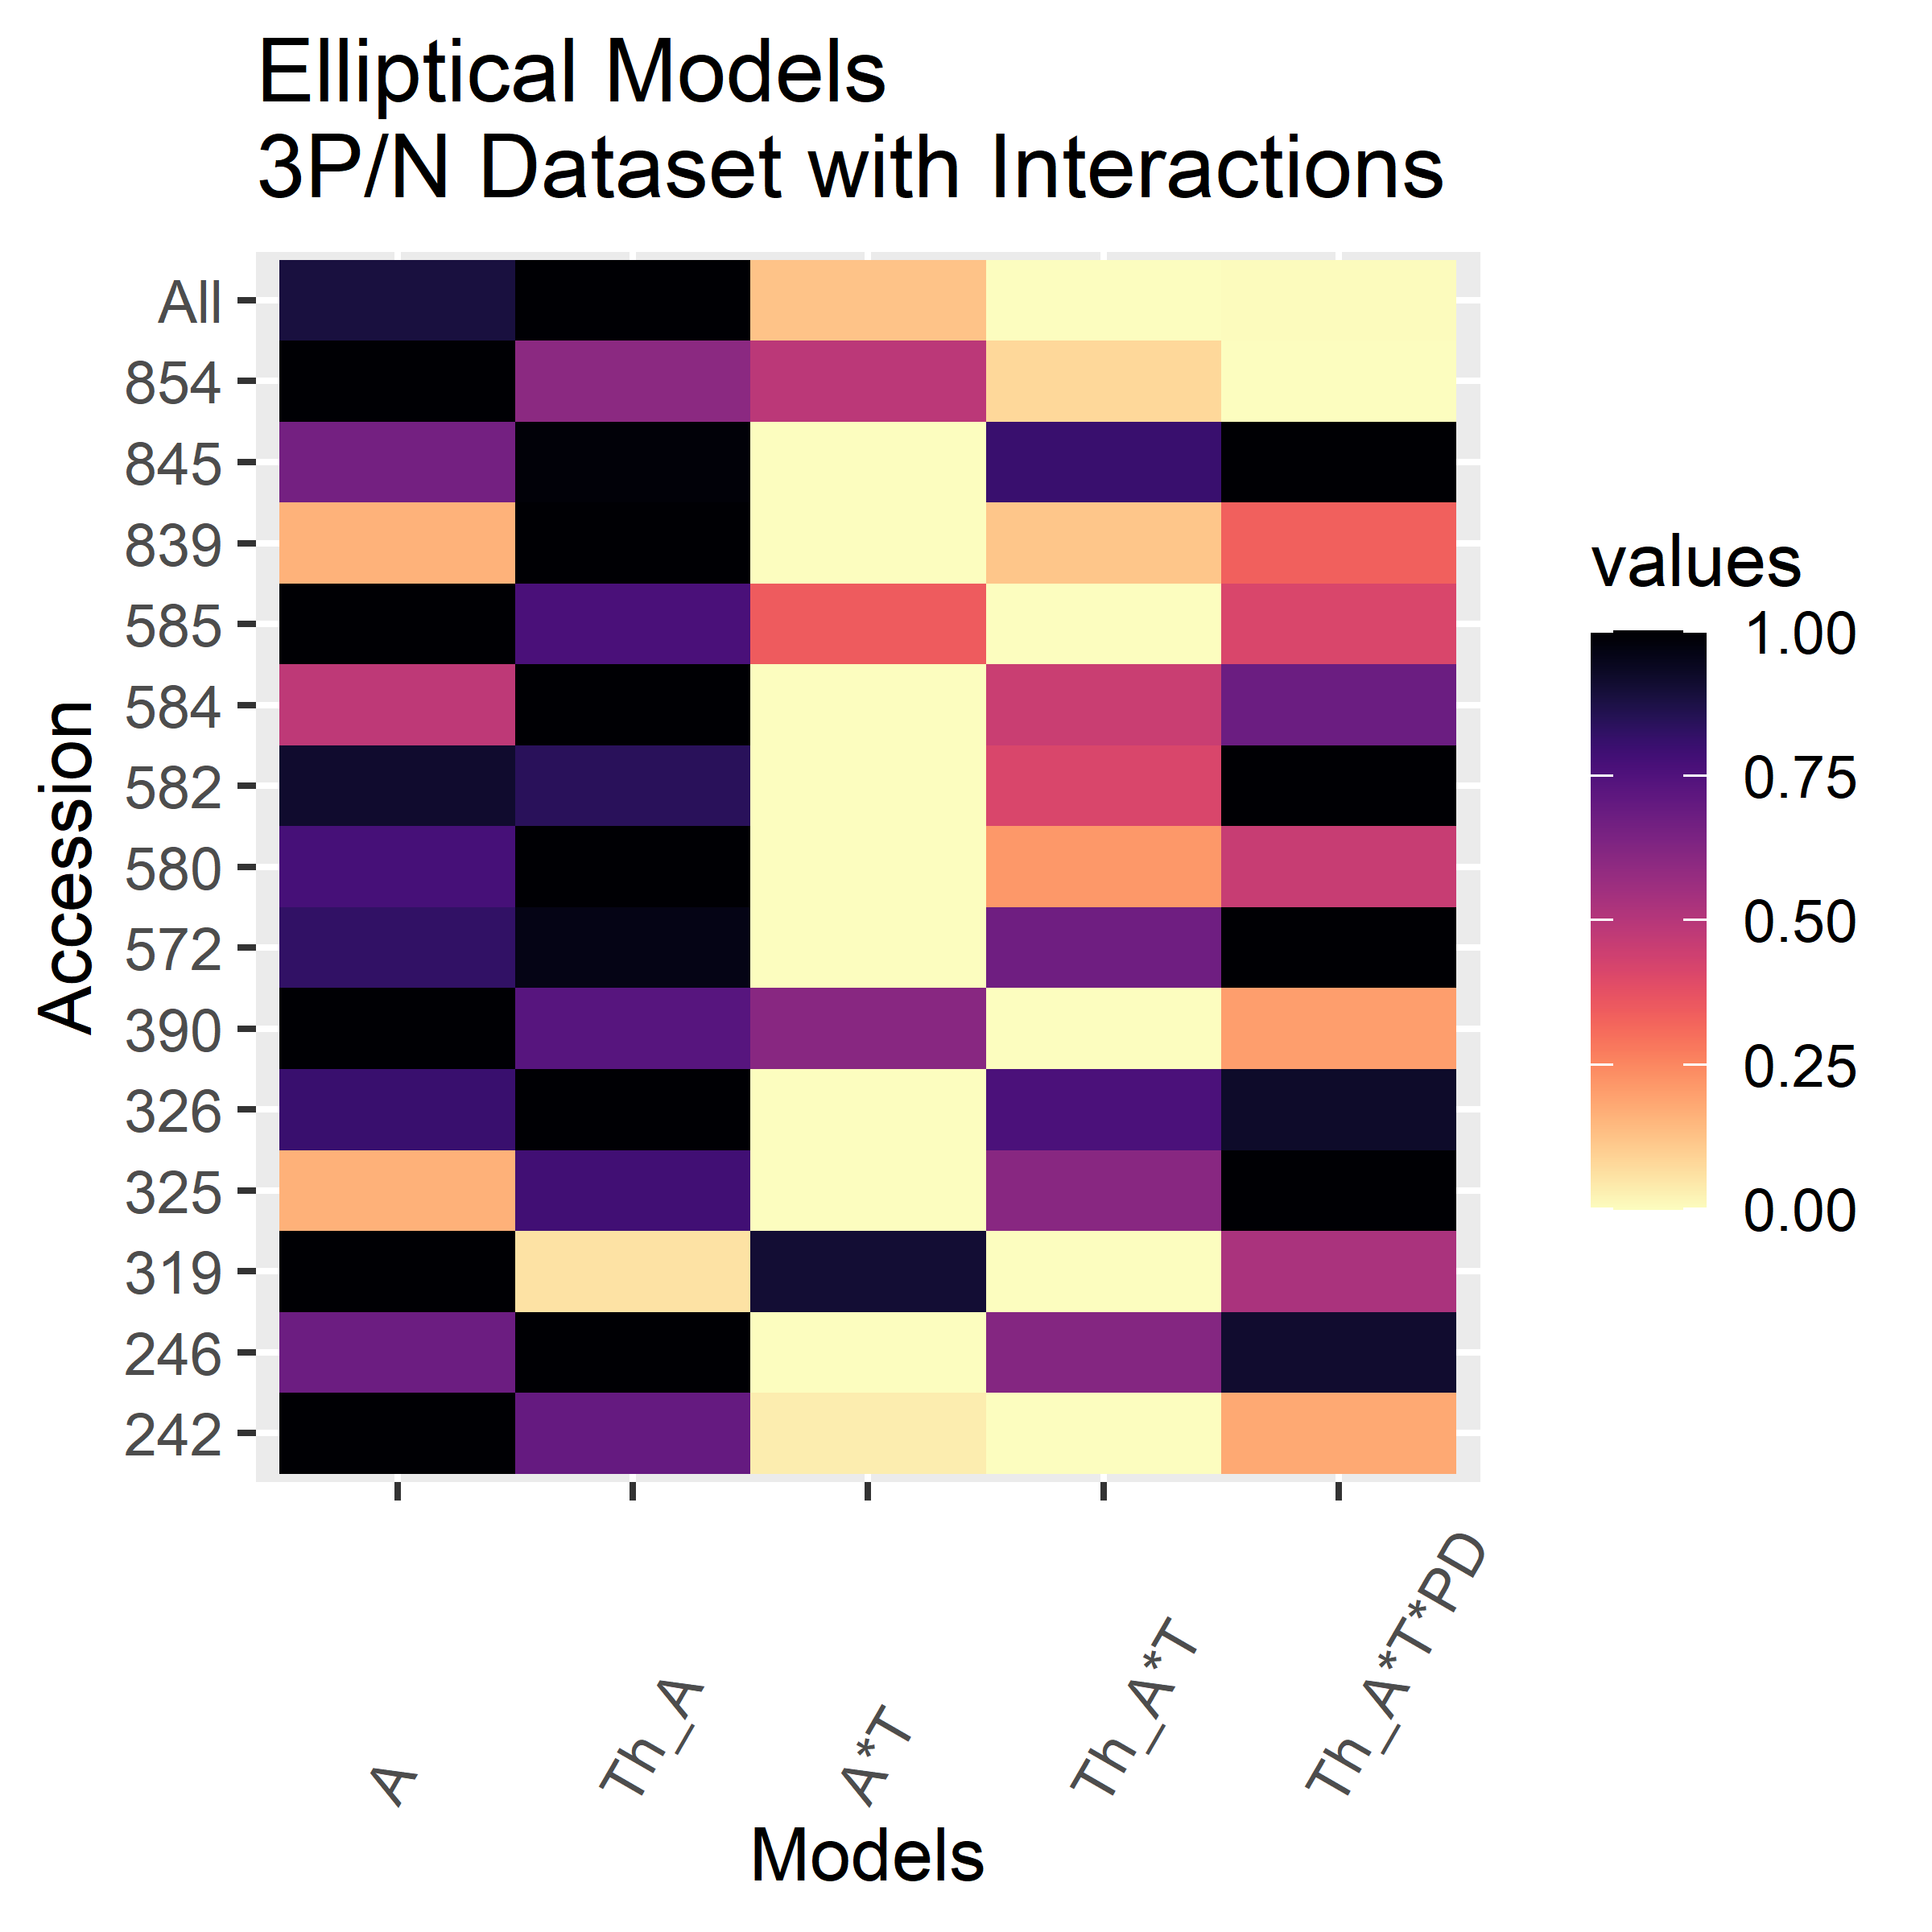 Elliptical Models
3P/N Dataset with Interactions
Accession
All
854
845
839
585
584
582
580
572
390
326
325
319
246
242
A
Th_A
A*T
Th_A*T
Th_A*T*PD
Models
values
1.00
0.75
0.50
0.25
0.00